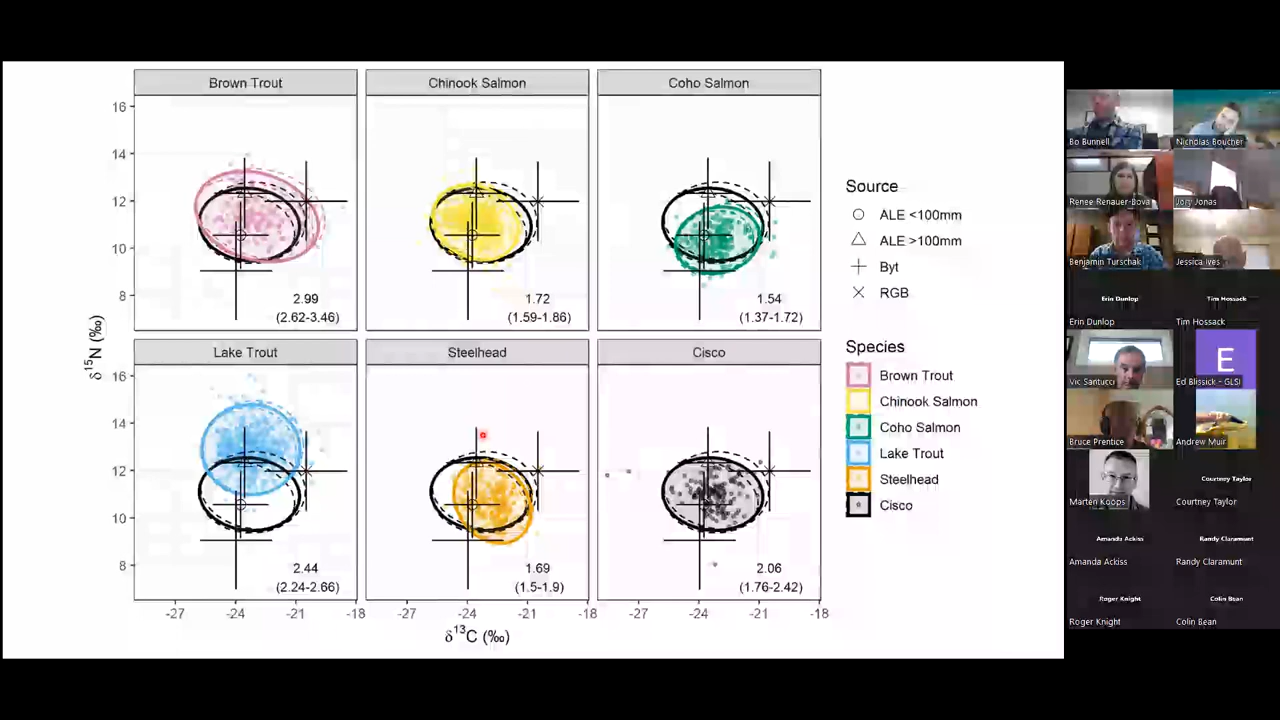 Brown Trout
Chinook Salmon
Coho Salmon
16
14
12
10
8
2.99
(2.62-3.46)
1.72
(1.59-1.86)
1.54
(1.37-1.72)
Lake Trout
Steelhead
Cisco
16
14
12
10
8
2.44
(2.24-2.66)
1.69
(1.5-1.9)
2.06
(1.76-2.42)
-27 -24 -21 -18
-27 -24 -21 -18
-27 -24 -21 -18
δ13C (‰)
δ15N (‰)
Source
ALE <100mm
ALE >100mm
Byt
RGB
Species
Brown Trout
Chinook Salmon
Coho Salmon
Lake Trout
Steelhead
Cisco
Bo Bunnell
Nicholas Boucher
Renee Renauer-Bova
Jory Jonas
Benjamin Turschak
Jessica Ives
Erin Dunlop
Tim Hossack
Erin Dunlop
Tim Hossack
E
Vic Santucci
Ed Blissick - GLSI
Bruce Prentice
Andrew Muir
Courtney Taylor
Marten Koops
Courtney Taylor
Amanda Ackiss
Randy Claramunt
Amanda Ackiss
Randy Claramunt
Roger Knight
Colin Bean
Roger Knight
Colin Bean